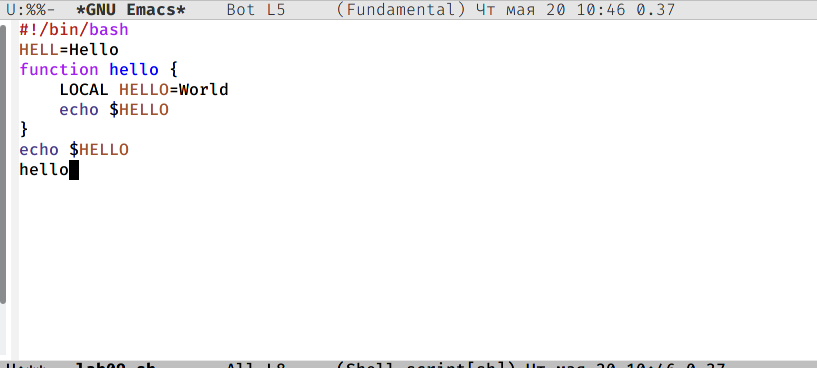 U:%%-  *GNU Emacs*    Bot L5     (Fundamental) Чт мая 20 10:46 0.37
#!/bin/bash
HELL=Hello
function hello {
    LOCAL HELLO=World
    echo $HELLO
}
echo $HELLO
hello